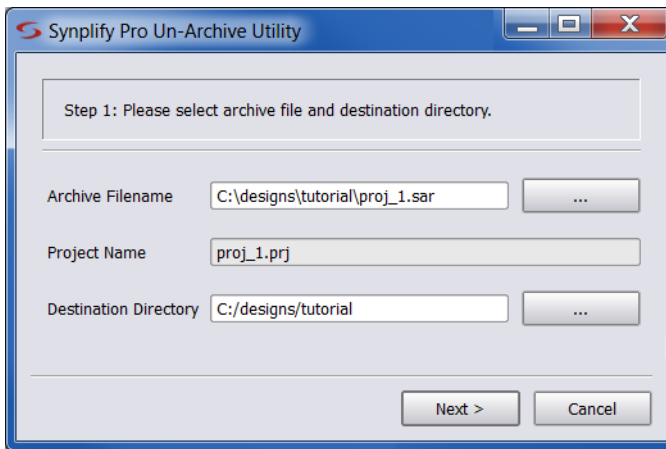 Synplify Pro Un-Archive Utility
Step 1: Please select archive file and destination directory.
Archive Filename C:\designs\tutorial\proj_1.sar ...
Project Name proj_1.prj
Destination Directory C:/designs/tutorial ...
Next > Cancel